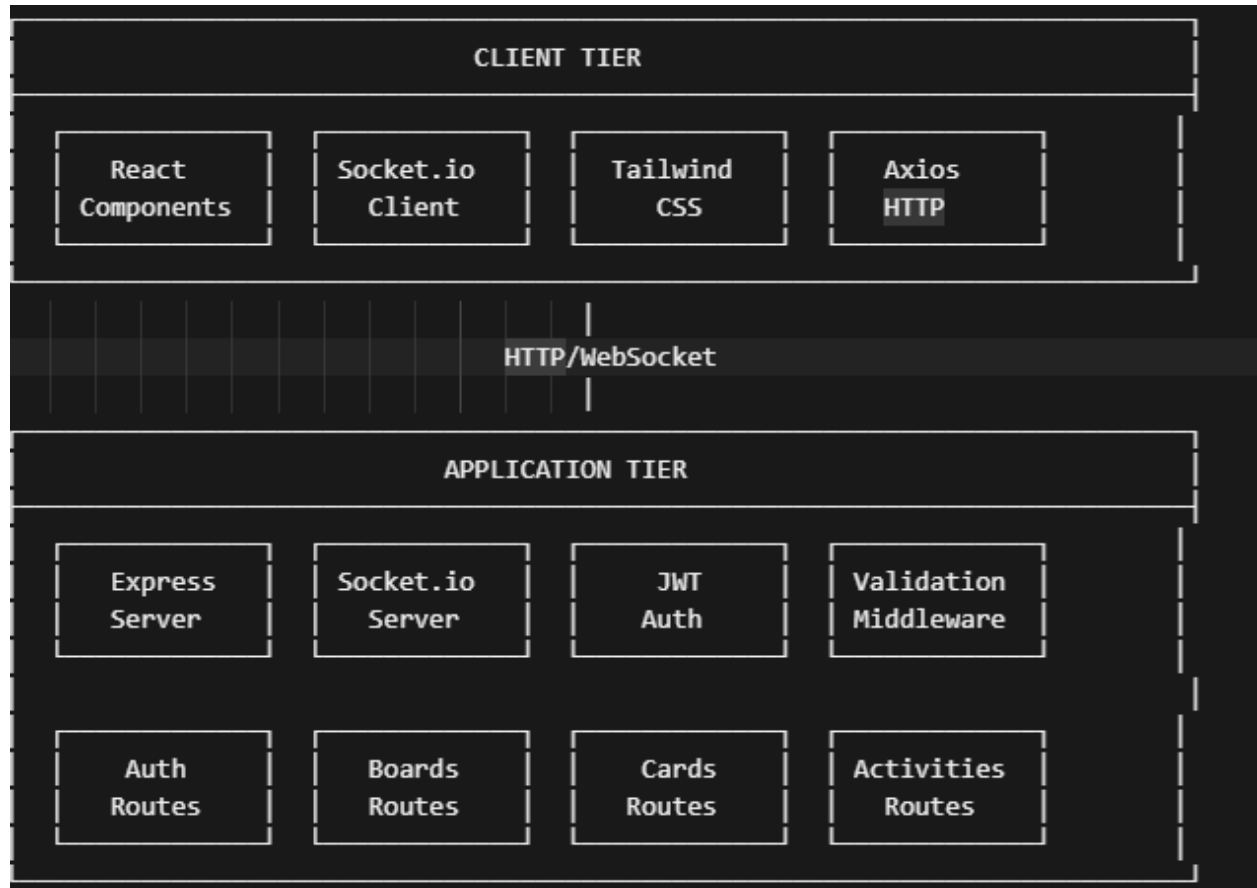 CLIENT TIER
React Socket.io Tailwind Axios
Components Client CSS HTTP
HTTP/WebSocket
APPLICATION TIER
Express Socket.io JWT Validation
Server Server Auth Middleware
Auth Boards Cards Activities
Routes Routes Routes Routes